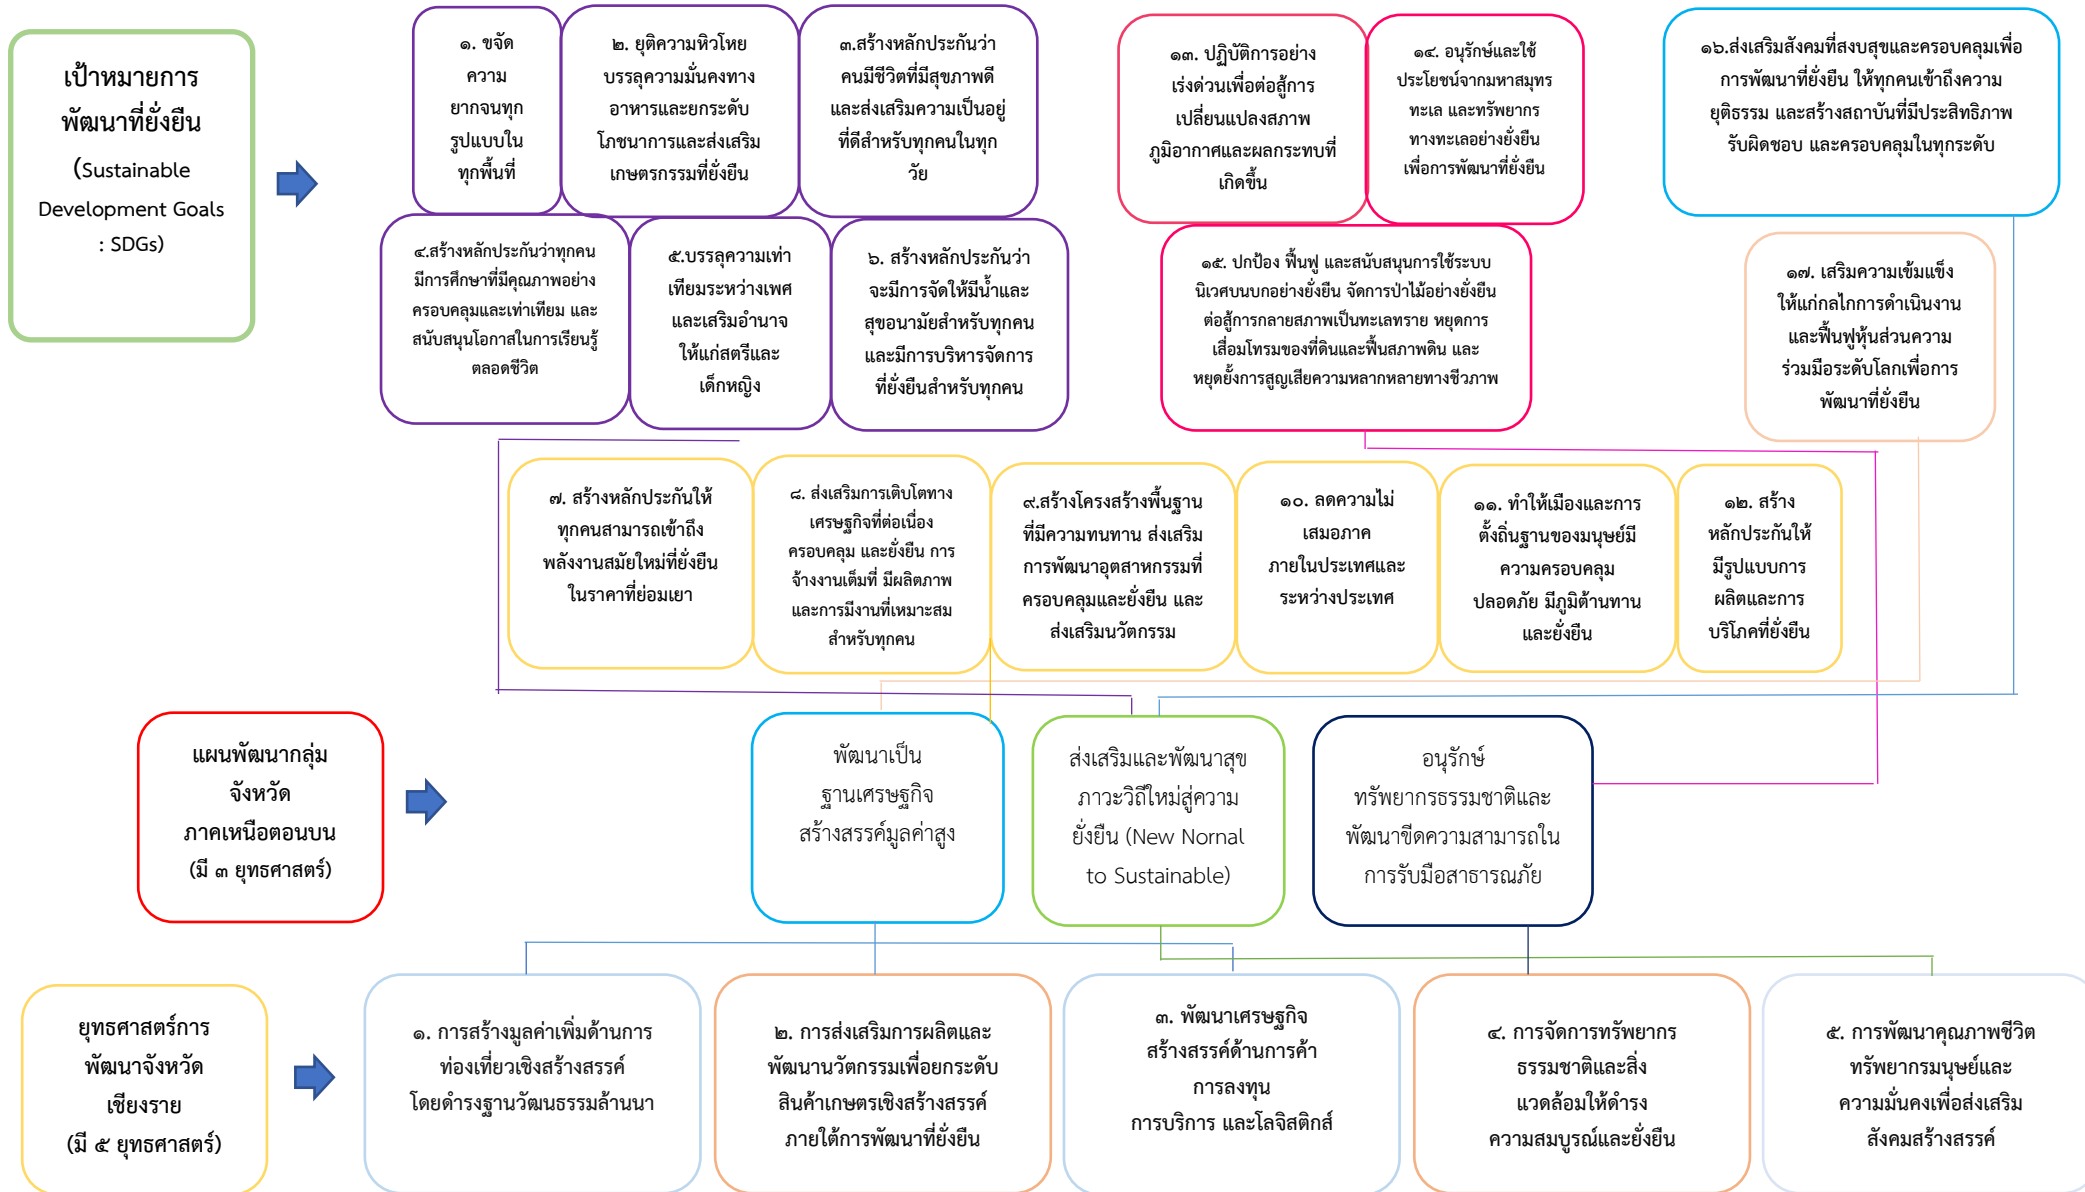 เป้าหมายการ
พัฒนาที่ยั่งยืน
(Sustainable
Development Goals
: SDGs)
๑. ขจัด
ความ
ยากจนทุก
รูปแบบใน
ทุกพื้นที่
๒. ยุติความหิวโหย
บรรลุความมั่นคงทาง
อาหารและยกระดับ
โภชนาการและส่งเสริม
เกษตรกรรมที่ยั่งยืน
๓.สร้างหลักประกันว่า
คนมีชีวิตที่มีสุขภาพดี
และส่งเสริมความเป็นอยู่
ที่ดีสำหรับทุกคนในทุก
วัย
๑๓. ปฏิบัติการอย่าง
เร่งด่วนเพื่อต่อสู้การ
เปลี่ยนแปลงสภาพ
ภูมิอากาศและผลกระทบที่
เกิดขึ้น
๑๔. อนุรักษ์และใช้
ประโยชน์จากมหาสมุทร
ทะเล และทรัพยากร
ทางทะเลอย่างยั่งยืน
เพื่อการพัฒนาที่ยั่งยืน
๑๖.ส่งเสริมสังคมที่สงบสุขและครอบคลุมเพื่อ
การพัฒนาที่ยั่งยืน ให้ทุกคนเข้าถึงความ
ยุติธรรม และสร้างสถาบันที่มีประสิทธิภาพ
รับผิดชอบ และครอบคลุมในทุกระดับ
๔.สร้างหลักประกันว่าทุกคน
มีการศึกษาที่มีคุณภาพอย่าง
ครอบคลุมและเท่าเทียม และ
สนับสนุนโอกาสในการเรียนรู้
ตลอดชีวิต
๕.บรรลุความเท่า
เทียมระหว่างเพศ
และเสริมอำนาจ
ให้แก่สตรีและ
เด็กหญิง
๖. สร้างหลักประกันว่า
จะมีการจัดให้มีน้ำและ
สุขอนามัยสำหรับทุกคน
และมีการบริหารจัดการ
ที่ยั่งยืนสำหรับทุกคน
๑๕. ปกป้อง ฟื้นฟู และสนับสนุนการใช้ระบบ
นิเวศบนบกอย่างยั่งยืน จัดการป่าไม้อย่างยั่งยืน
ต่อสู้การกลายสภาพเป็นทะเลทราย หยุดการ
เสื่อมโทรมของที่ดินและฟื้นสภาพดิน และ
หยุดยั้งการสูญเสียความหลากหลายทางชีวภาพ
๑๗. เสริมความเข้มแข็ง
ให้แก่กลไกการดำเนินงาน
และฟื้นฟูหุ้นส่วนความ
ร่วมมือระดับโลกเพื่อการ
พัฒนาที่ยั่งยืน
๗. สร้างหลักประกันให้
ทุกคนสามารถเข้าถึง
พลังงานสมัยใหม่ที่ยั่งยืน
ในราคาที่ย่อมเยา
๘. ส่งเสริมการเติบโตทาง
เศรษฐกิจที่ต่อเนื่อง
ครอบคลุม และยั่งยืน การ
จ้างงานเต็มที่ มีผลิตภาพ
และการมีงานที่เหมาะสม
สำหรับทุกคน
๙.สร้างโครงสร้างพื้นฐาน
ที่มีความทนทาน ส่งเสริม
การพัฒนาอุตสาหกรรมที่
ครอบคลุมและยั่งยืน และ
ส่งเสริมนวัตกรรม
๑๐. ลดความไม่
เสมอภาค
ภายในประเทศและ
ระหว่างประเทศ
๑๑. ทำให้เมืองและการ
ตั้งถิ่นฐานของมนุษย์มี
ความครอบคลุม
ปลอดภัย มีภูมิต้านทาน
และยั่งยืน
๑๒. สร้าง
หลักประกันให้
มีรูปแบบการ
ผลิตและการ
บริโภคที่ยั่งยืน
แผนพัฒนากลุ่ม
จังหวัด
ภาคเหนือตอนบน
(มี ๓ ยุทธศาสตร์)
พัฒนาเป็น
ฐานเศรษฐกิจ
สร้างสรรค์มูลค่าสูง
ส่งเสริมและพัฒนาสุข
ภาวะวิถีใหม่สู่ความ
ยั่งยืน (New Nornal
to Sustainable)
อนุรักษ์
ทรัพยากรธรรมชาติและ
พัฒนาขีดความสามารถใน
การรับมือสาธารณภัย
ยุทธศาสตร์การ
พัฒนาจังหวัด
เชียงราย
(มี ๕ ยุทธศาสตร์)
๑. การสร้างมูลค่าเพิ่มด้านการ
ท่องเที่ยวเชิงสร้างสรรค์
โดยดำรงฐานวัฒนธรรมล้านนา
๒. การส่งเสริมการผลิตและ
พัฒนานวัตกรรมเพื่อยกระดับ
สินค้าเกษตรเชิงสร้างสรรค์
ภายใต้การพัฒนาที่ยั่งยืน
๓. พัฒนาเศรษฐกิจ
สร้างสรรค์ด้านการค้า
การลงทุน
การบริการ และโลจิสติกส์
๔. การจัดการทรัพยากร
ธรรมชาติและสิ่ง
แวดล้อมให้ดำรง
ความสมบูรณ์และยั่งยืน
๕. การพัฒนาคุณภาพชีวิต
ทรัพยากรมนุษย์และ
ความมั่นคงเพื่อส่งเสริม
สังคมสร้างสรรค์